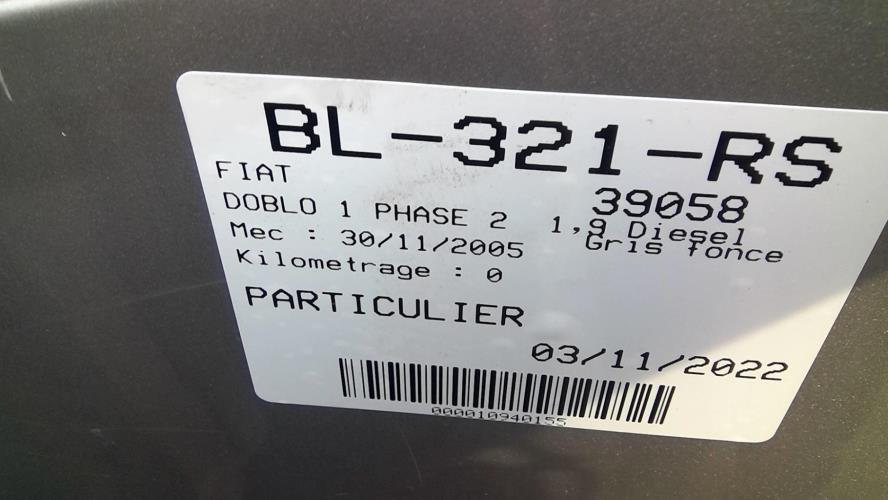 BL-321-RS
FIAT
39058
DOBLO 1 PHASE 2 1,9 Diesel
Mec : 30/11/2005 Gris fonce
Kilometrage : 0
PARTICULIER
03/11/2022
000010940155